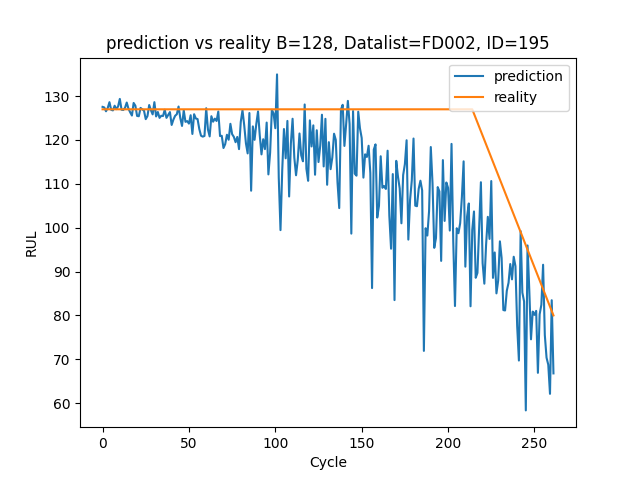 prediction vs reality B=128, Datalist=FD002, ID=195
prediction
reality
130
120
110
100
90
80
70
60
RUL
0 50 100 150 200 250
Cycle